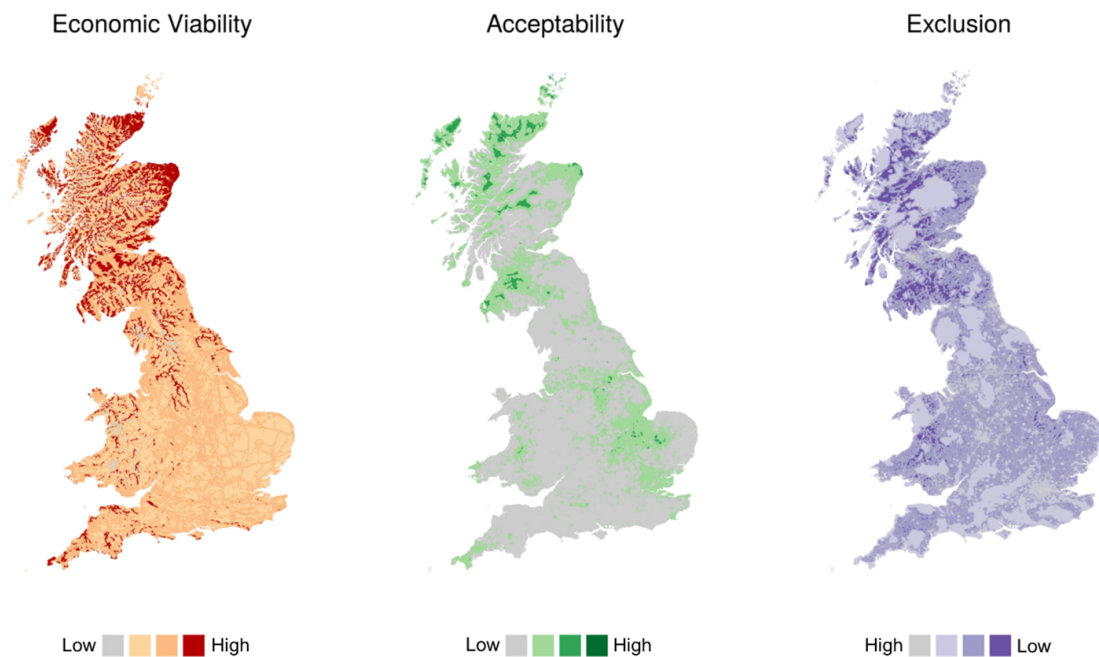 Economic Viability
Acceptability
Exclusion
Low High
Low High
High Low